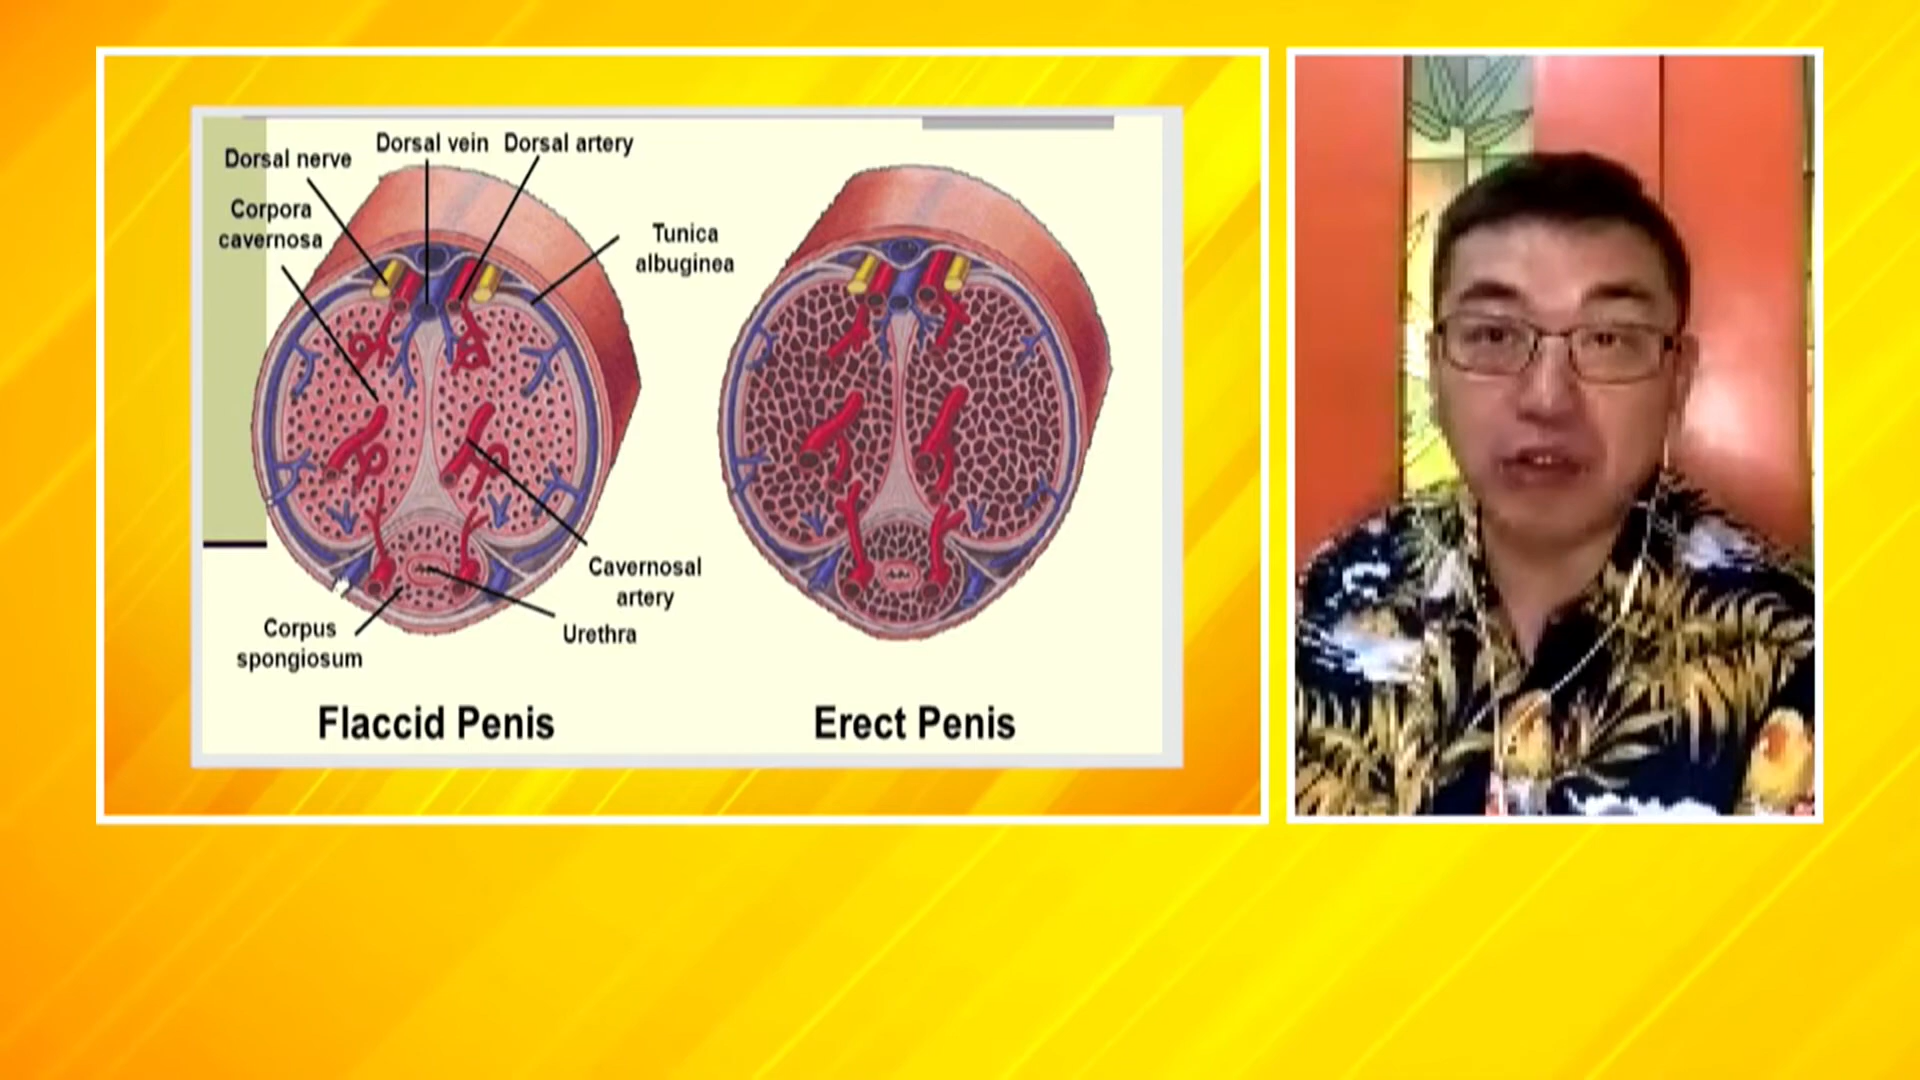 Dorsal vein Dorsal artery
Dorsal nerve
Corpora
cavernosa
Tunica
albuginea
Cavernosal
artery
Urethra
Corpus
spongiosum
Flaccid Penis
Erect Penis